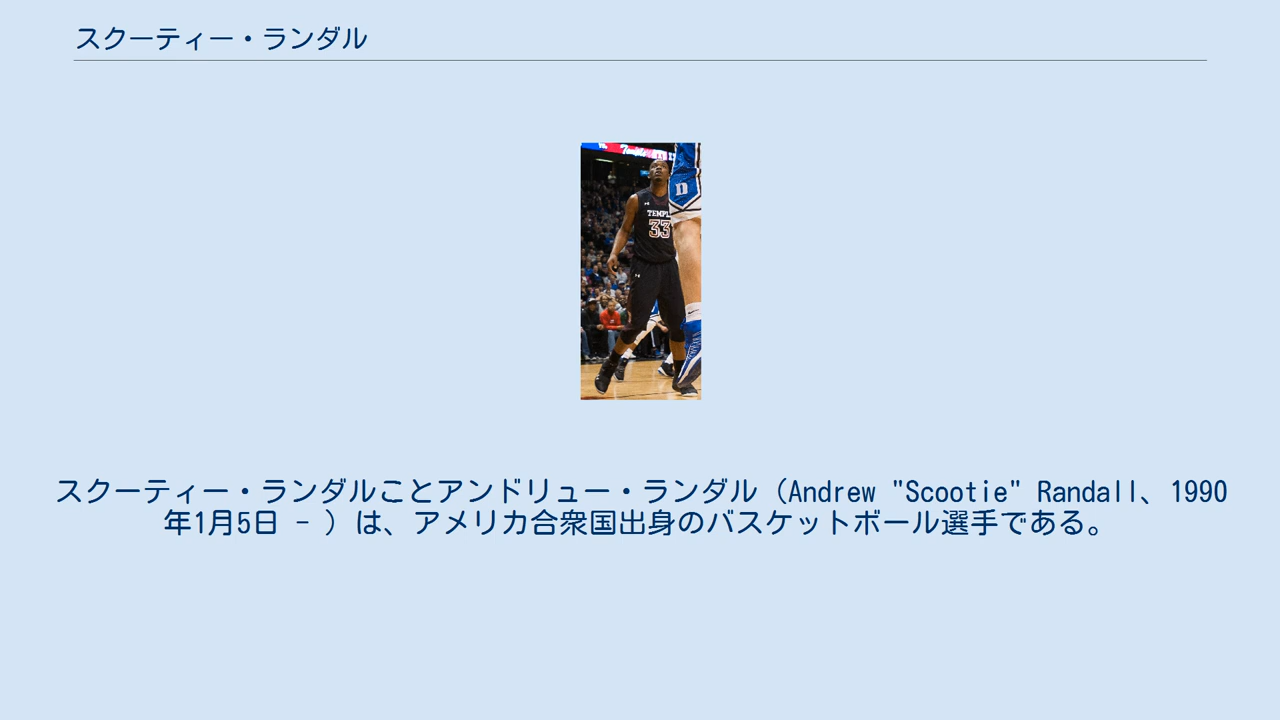 スクーティー・ランダル
TEMPL
33
D
スクーティー・ランダルことアンドリュー・ランダル（Andrew "Scootie" Randall、1990
年1月5日 - ）は、アメリカ合衆国出身のバスケットボール選手である。